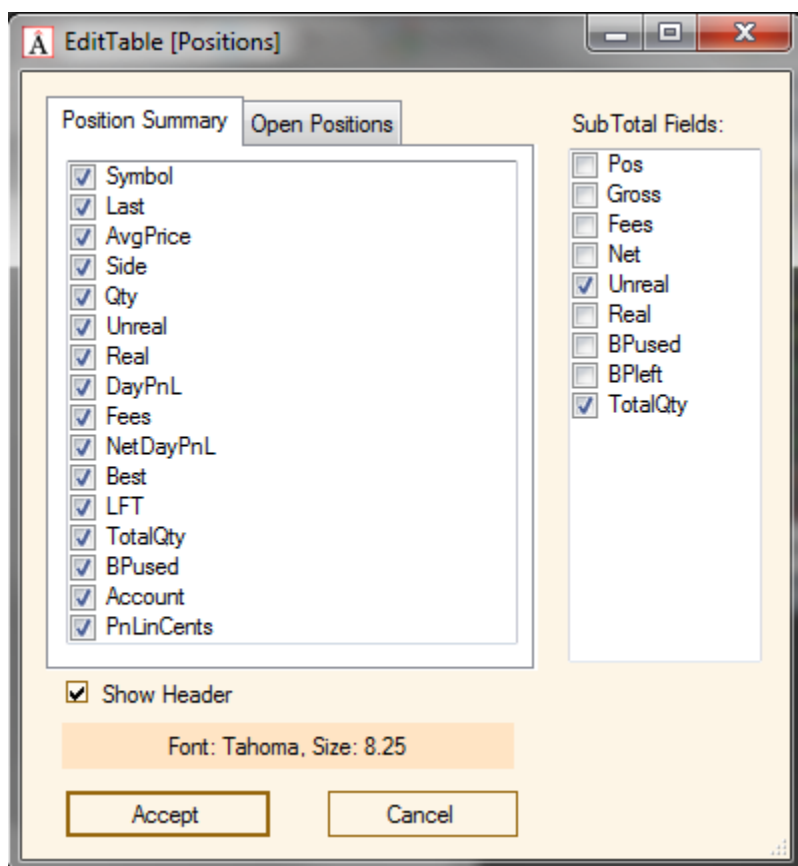 EditTable [Positions]
Position Summary
Open Positions
SubTotal Fields:
Symbol
Last
AvgPrice
Side
Qty
Unreal
Real
DayPnL
Fees
NetDayPnL
Best
LFT
TotalQty
BPused
Account
PnLinCents
Pos
Gross
Fees
Net
Unreal
Real
BPused
BPleft
TotalQty
Show Header
Font: Tahoma, Size: 8.25
Accept
Cancel